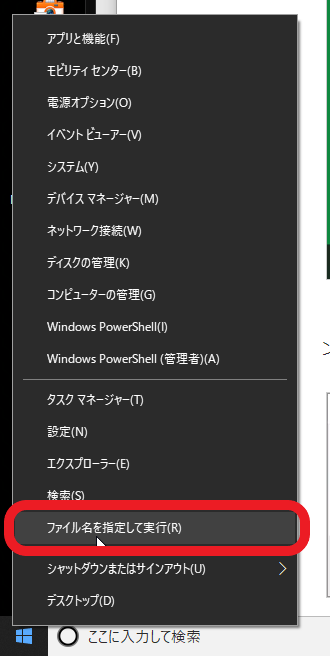 アプリと機能(F)
モビリティ センター(B)
電源オプション(O)
イベント ビューアー(V)
システム(Y)
デバイス マネージャー(M)
ネットワーク接続(W)
ディスクの管理(K)
コンピューターの管理(G)
Windows PowerShell(I)
Windows PowerShell (管理者)(A)
タスク マネージャー(T)
設定(N)
エクスプローラー(E)
検索(S)
ファイル名を指定して実行(R)
シャットダウンまたはサインアウト(U)
デスクトップ(D)
ここに入力して検索